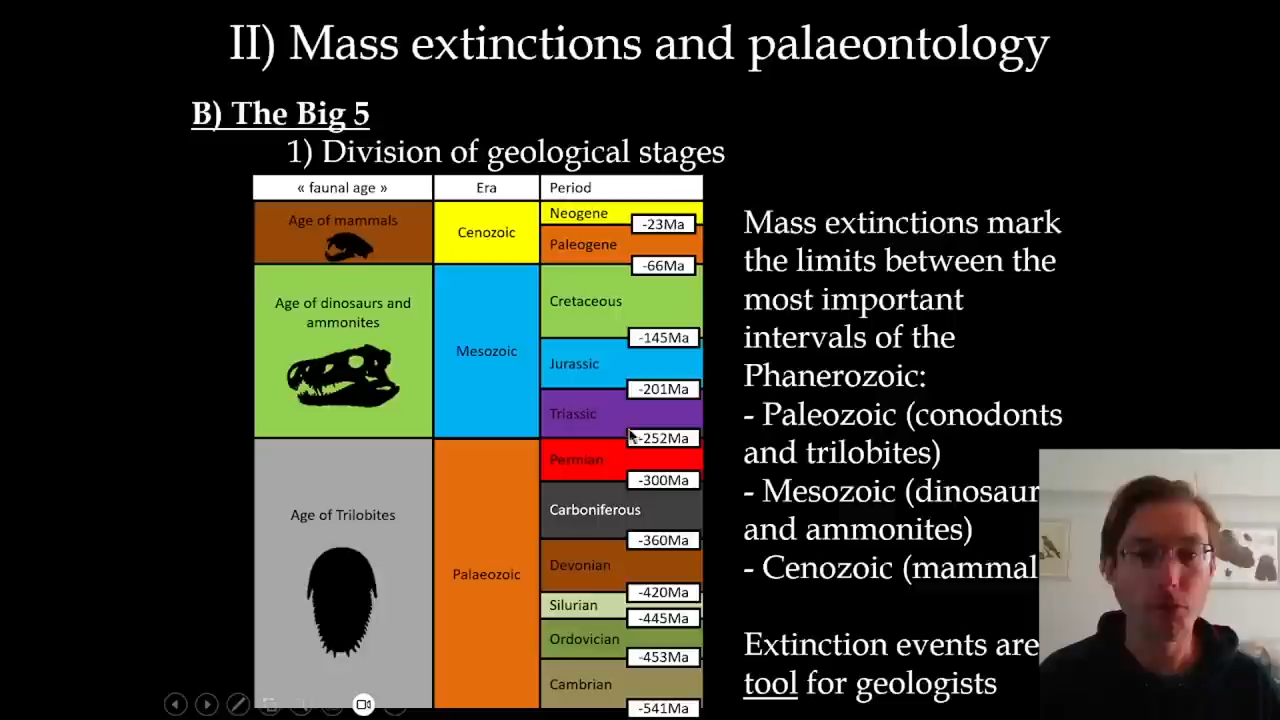 II) Mass extinctions and palaeontology
B) The Big 5
1) Division of geological stages
« faunal age »
Era
Period
Age of mammals
Cenozoic
Neogene
-23Ma
Paleogene
-66Ma
Age of dinosaurs and
ammonites
Mesozoic
Cretaceous
-145Ma
Jurassic
-201Ma
Triassic
-252Ma
Age of Trilobites
Palaeozoic
Permian
-300Ma
Carboniferous
-360Ma
Devonian
-420Ma
Silurian
-445Ma
Ordovician
-453Ma
Cambrian
-541Ma
Mass extinctions mark
the limits between the
most important
intervals of the
Phanerozoic:
- Paleozoic (conodonts
and trilobites)
- Mesozoic (dinosaur
and ammonites)
- Cenozoic (mammal
Extinction events are
tool for geologists